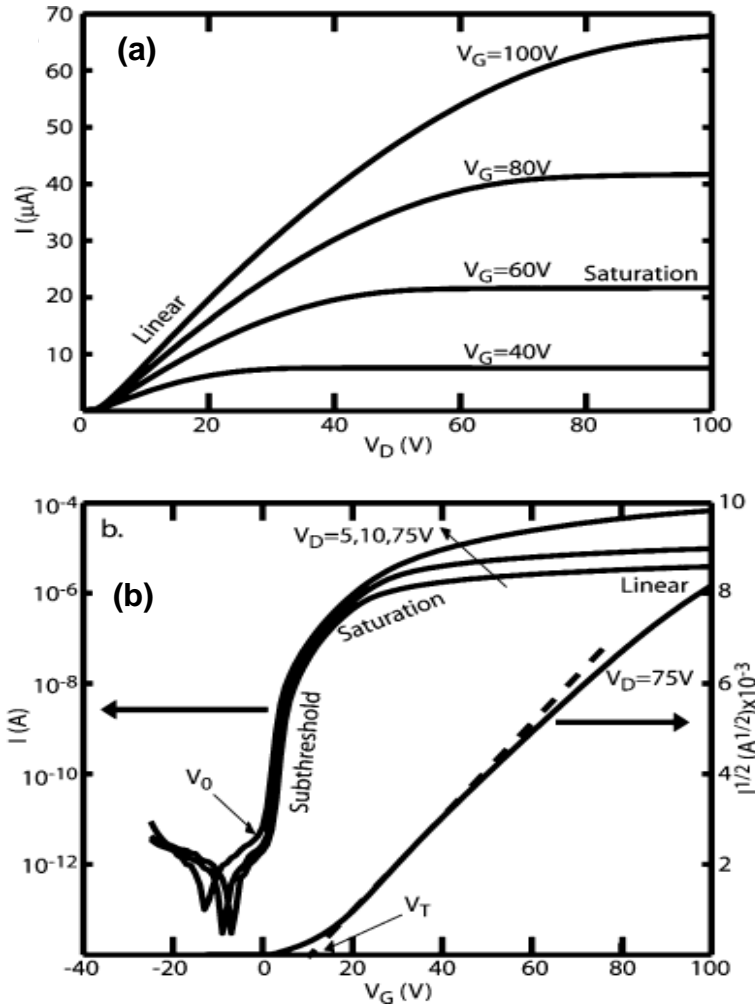 70
(a)
V_G=100V
60
50
V_G=80V
I (μA)
40
30
V_G=60V
Saturation
Linear
20
V_G=40V
10
0 20 40 60 80 100
V_D (V)
10^-4
b.
10
V_D=5,10,75V
(b)
10^-6
Linear
8
Saturation
V_D=75V
10^-8
6
I (A)
Subthreshold
I^1/2 (A^1/2)x10^-3
10^-10
4
V_0
10^-12
2
V_T
-40 -20 0 20 40 60 80 100
V_G (V)